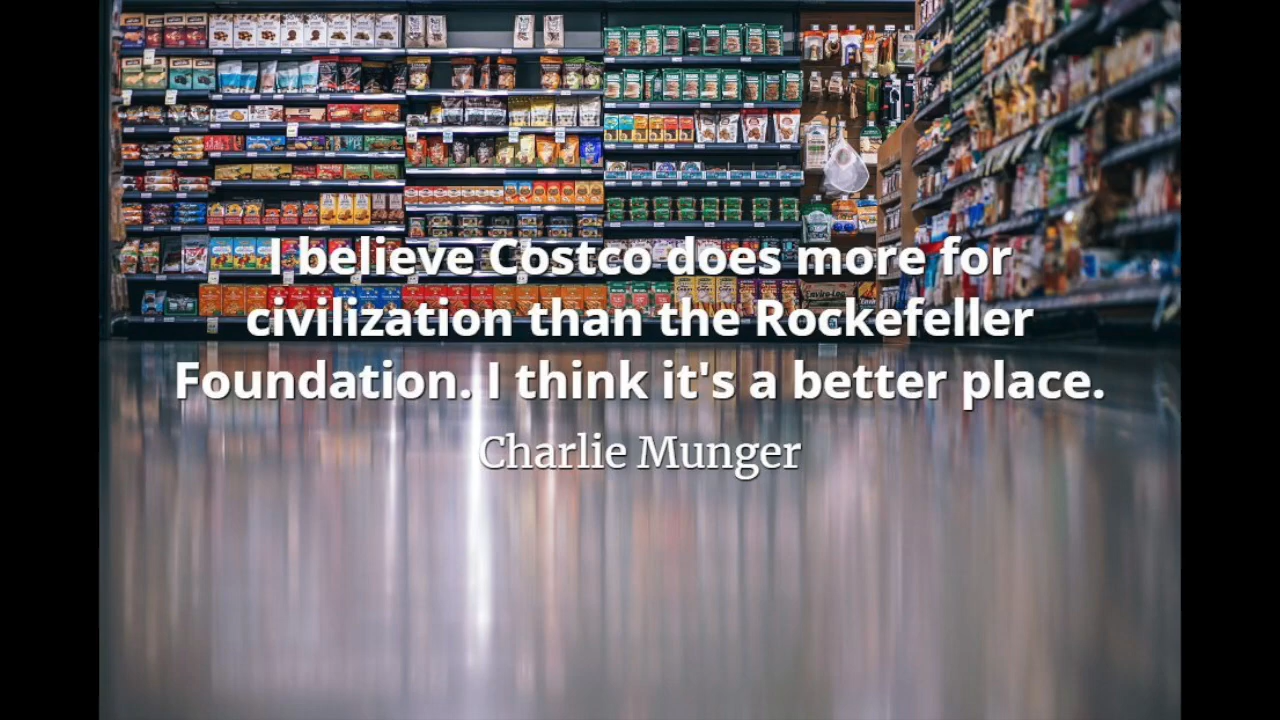 I believe Costco does more for
civilization than the Rockefeller
Foundation. I think it's a better place.
Charlie Munger